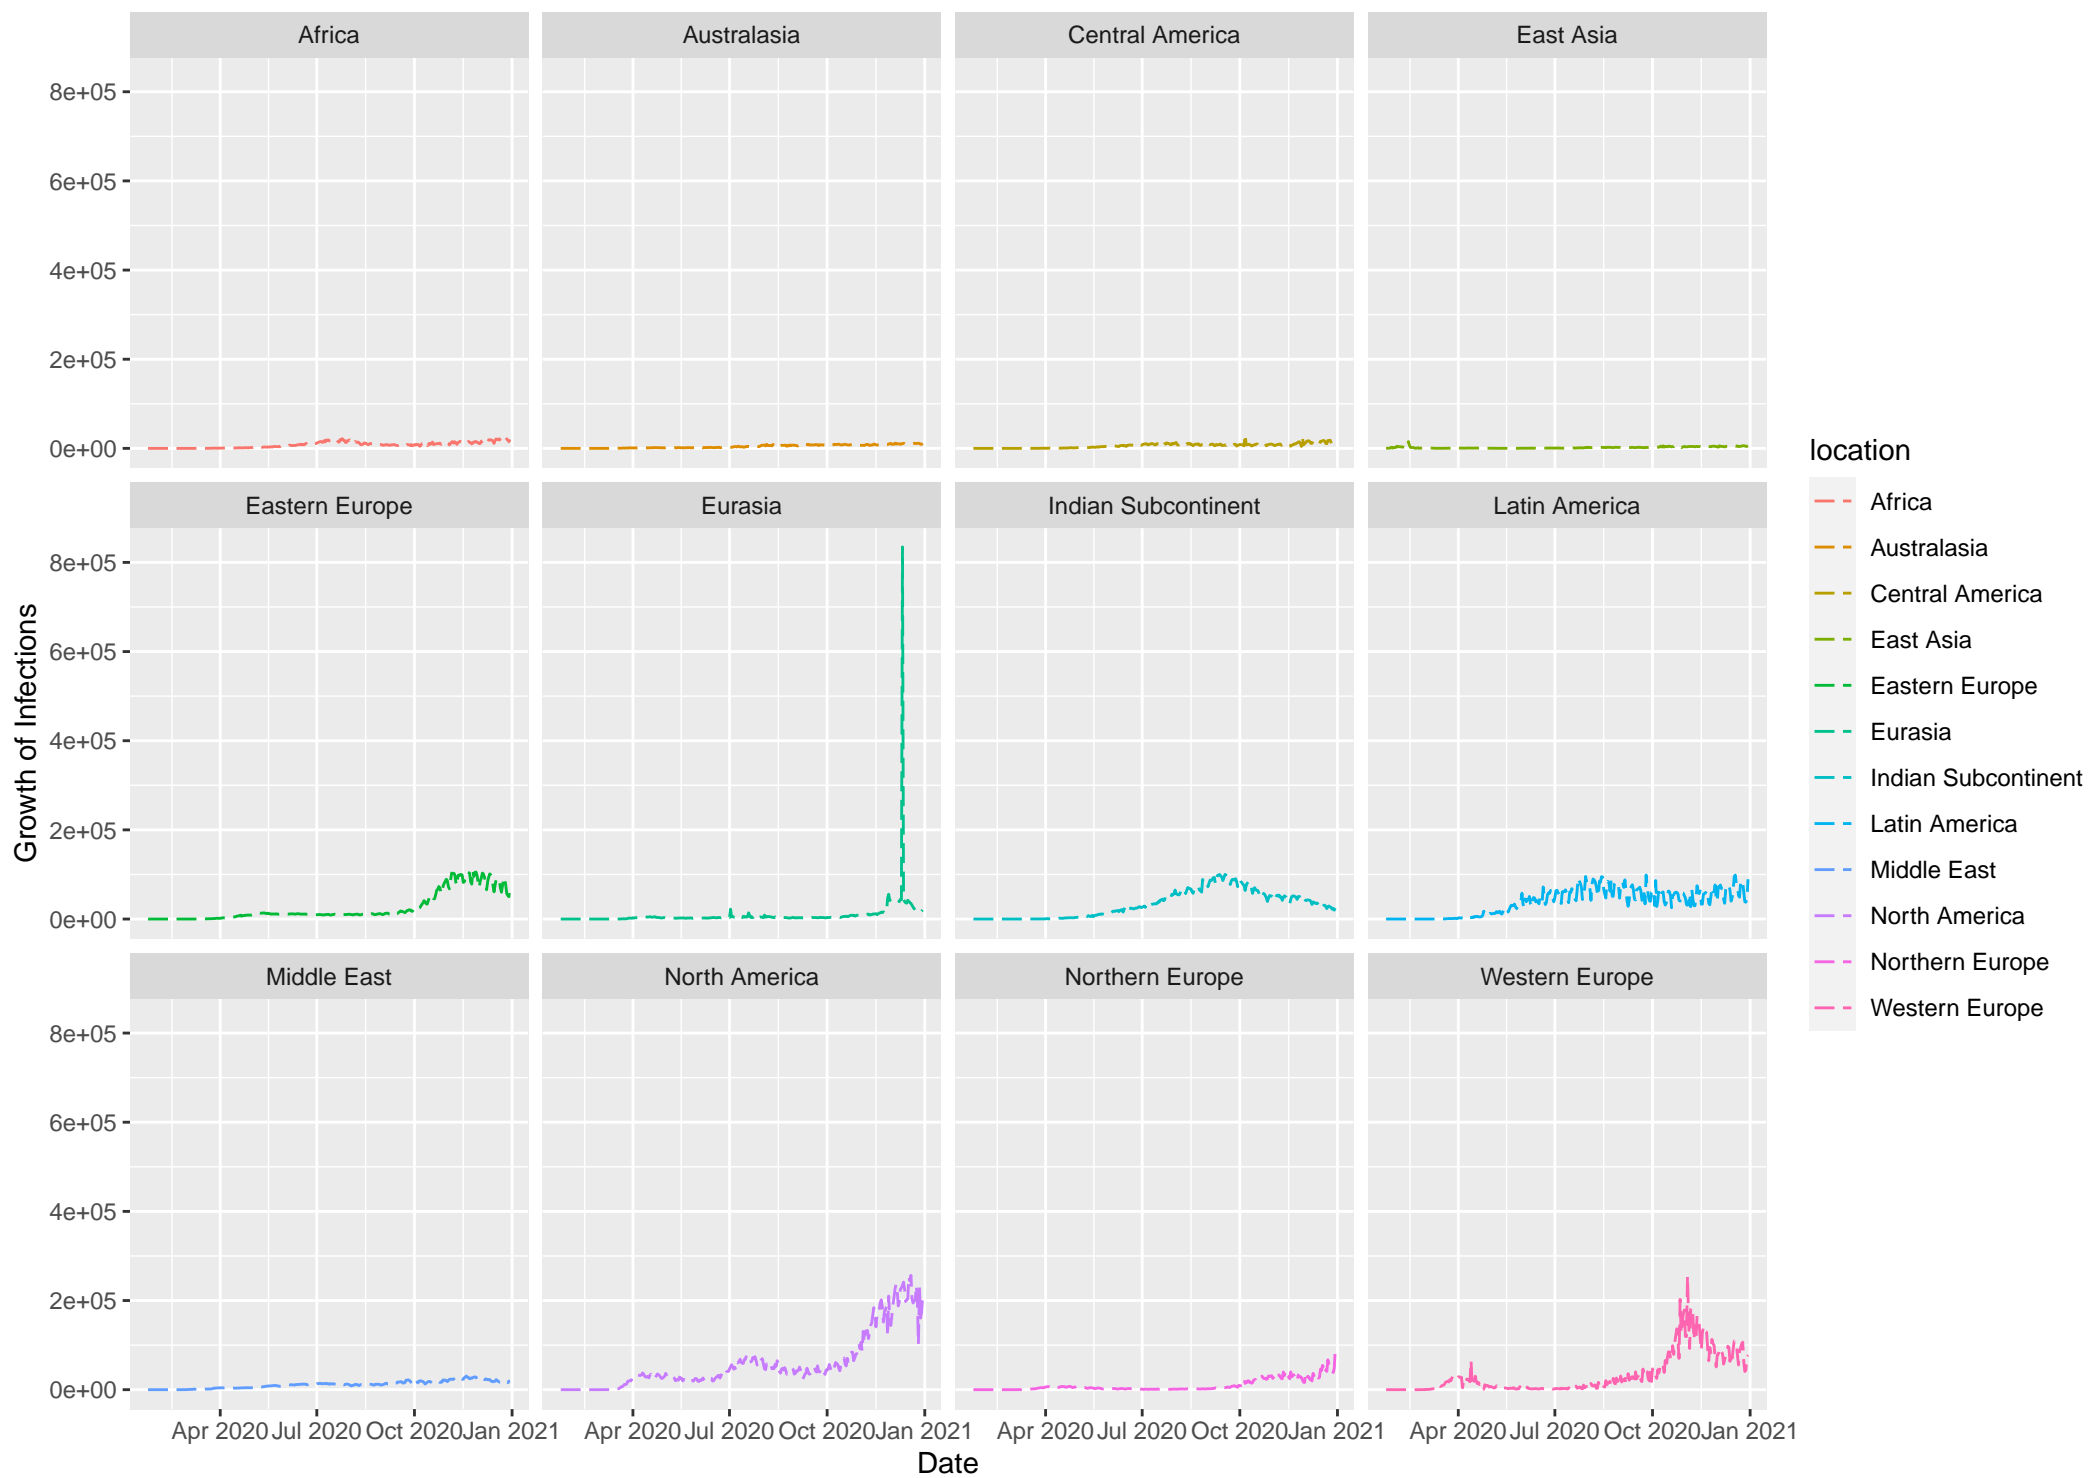 Africa Australasia Central America East Asia
8e+05
6e+05
4e+05
2e+05
0e+00
Eastern Europe Eurasia Indian Subcontinent Latin America
8e+05
6e+05
4e+05
2e+05
0e+00
Middle East North America Northern Europe Western Europe
8e+05
6e+05
4e+05
2e+05
0e+00
Apr 2020 Jul 2020 Oct 2020 Jan 2021 Apr 2020 Jul 2020 Oct 2020 Jan 2021 Apr 2020 Jul 2020 Oct 2020 Jan 2021 Apr 2020 Jul 2020 Oct 2020 Jan 2021
Date
Growth of Infections
location
Africa
Australasia
Central America
East Asia
Eastern Europe
Eurasia
Indian Subcontinent
Latin America
Middle East
North America
Northern Europe
Western Europe